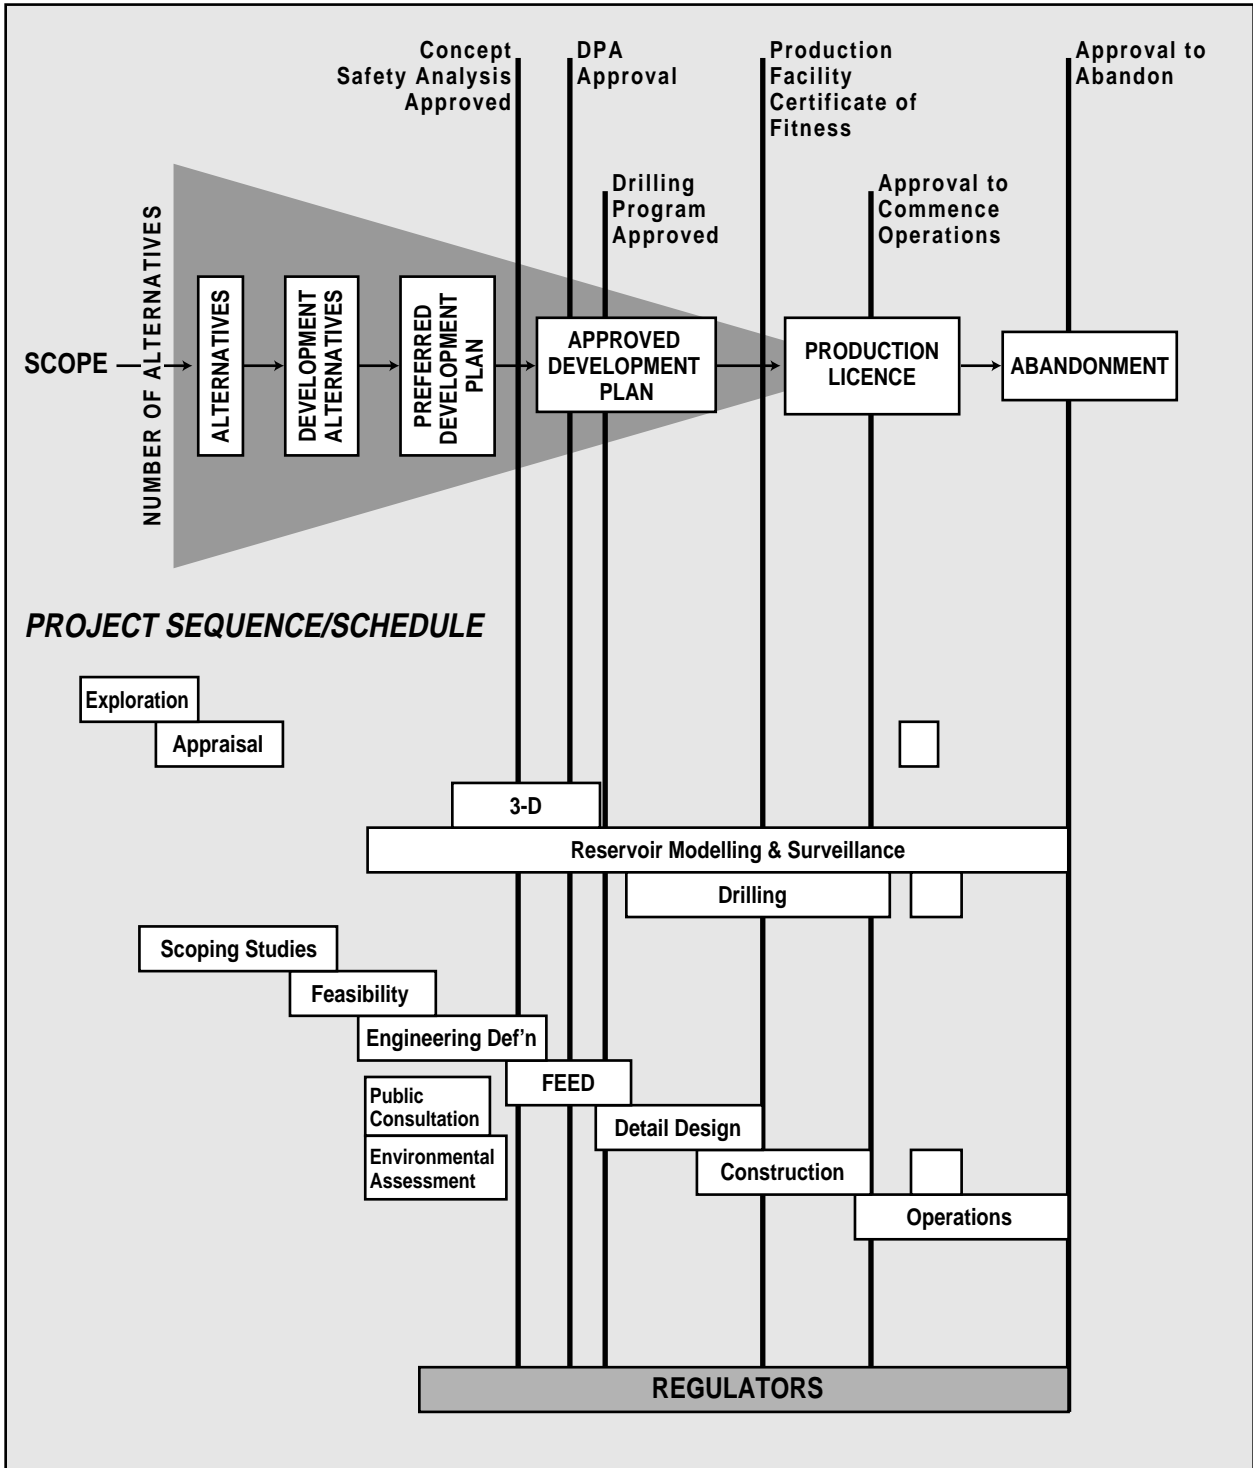 Concept
Safety Analysis
Approved
DPA
Approval
Production
Facility
Certificate of
Fitness
Approval to
Abandon
Drilling
Program
Approved
Approval to
Commence
Operations
NUMBER OF ALTERNATIVES
SCOPE
ALTERNATIVES
DEVELOPMENT
ALTERNATIVES
PREFERRED
DEVELOPMENT
PLAN
APPROVED
DEVELOPMENT
PLAN
PRODUCTION
LICENCE
ABANDONMENT
PROJECT SEQUENCE/SCHEDULE
Exploration
Appraisal
3-D
Reservoir Modelling & Surveillance
Drilling
Scoping Studies
Feasibility
Engineering Def’n
FEED
Public
Consultation
Detail Design
Environmental
Assessment
Construction
Operations
REGULATORS